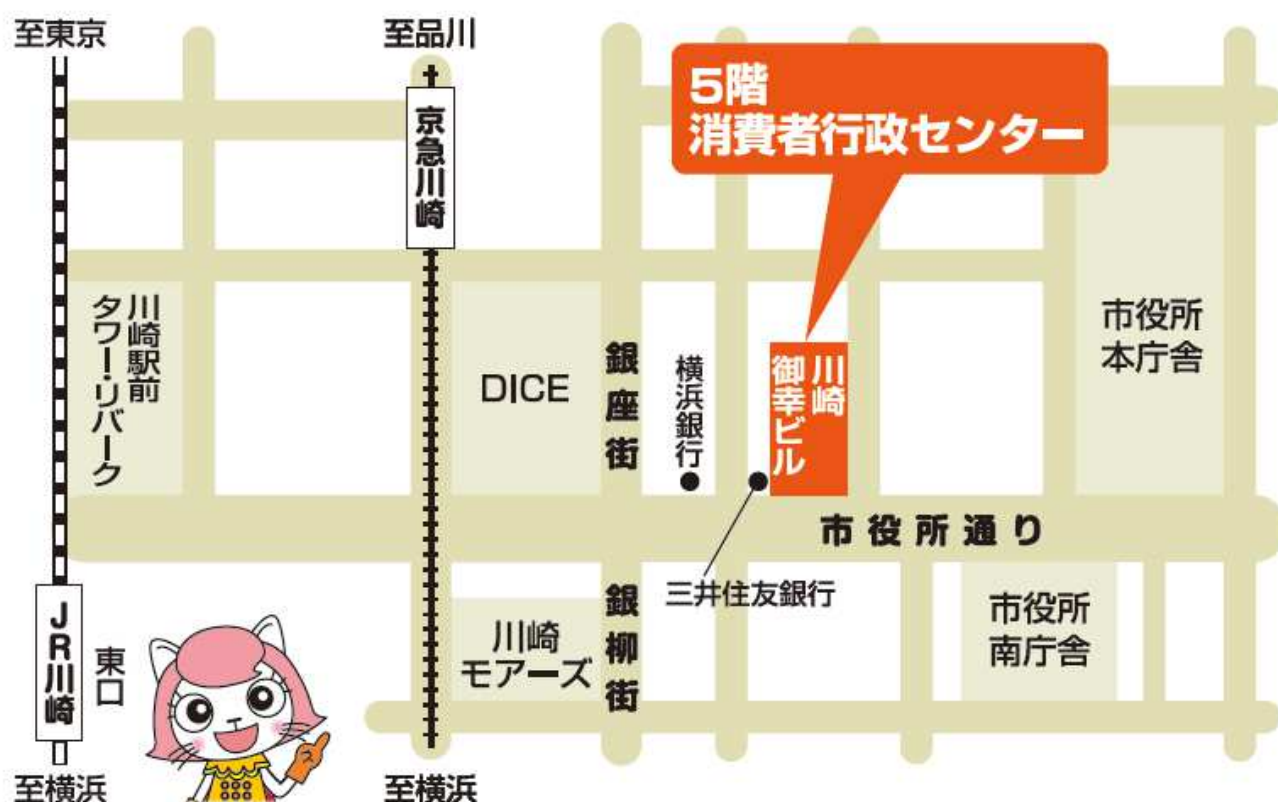 至東京
至品川
5階
消費者行政センター
京急川崎
川崎駅前
タワー・リバーク
DICE
銀座街
横浜銀行
川崎
御幸ビル
市役所
本庁舎
市役所通り
三井住友銀行
JR川崎
東口
川崎
モアーズ
銀柳街
市役所
南庁舎
至横浜
至横浜